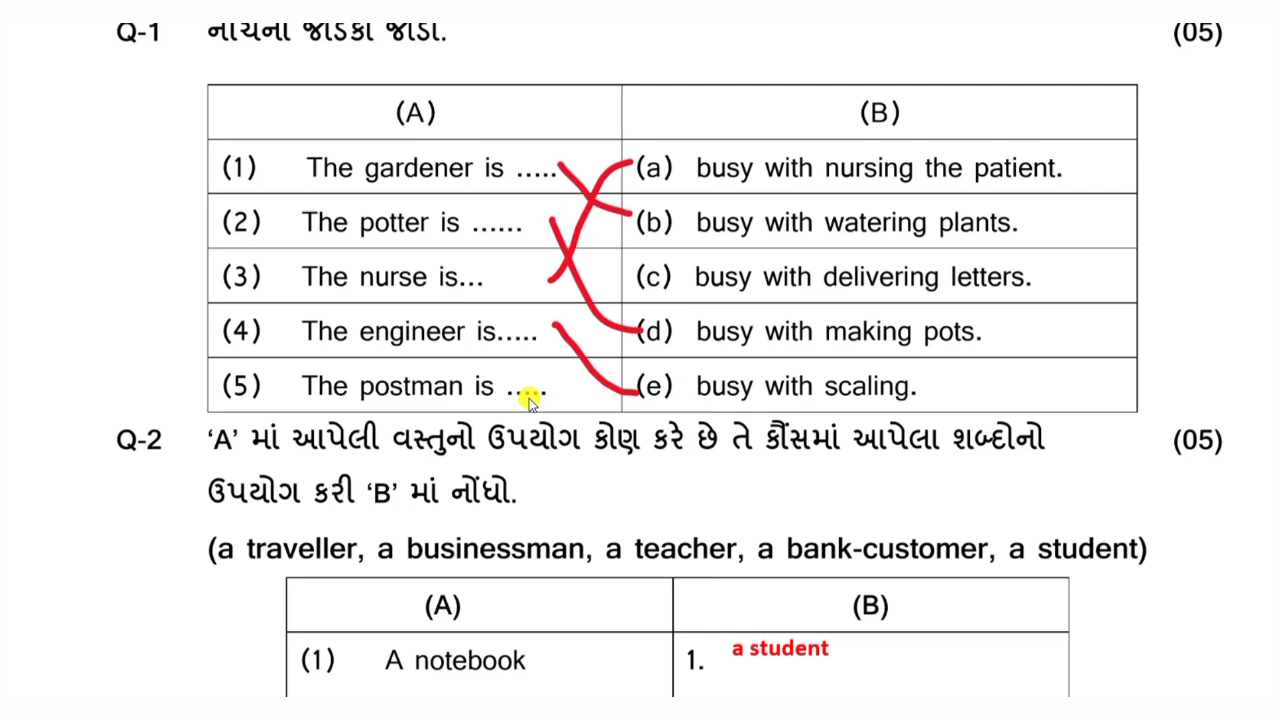 Q-1 નીચેના જોડકાં જોડો. (05)
(A) (B)
(1) The gardener is ..... (a) busy with nursing the patient.
(2) The potter is ...... (b) busy with watering plants.
(3) The nurse is... (c) busy with delivering letters.
(4) The engineer is..... (d) busy with making pots.
(5) The postman is ..... (e) busy with scaling.
Q-2 ‘A’ માં આપેલી વસ્તુનો ઉપયોગ કોણ કરે છે તે કૌંસમાં આપેલા શબ્દોનો (05)
ઉપયોગ કરી ‘B’ માં નોંધો.
(a traveller, a businessman, a teacher, a bank-customer, a student)
(A) (B)
(1) A notebook 1. a student